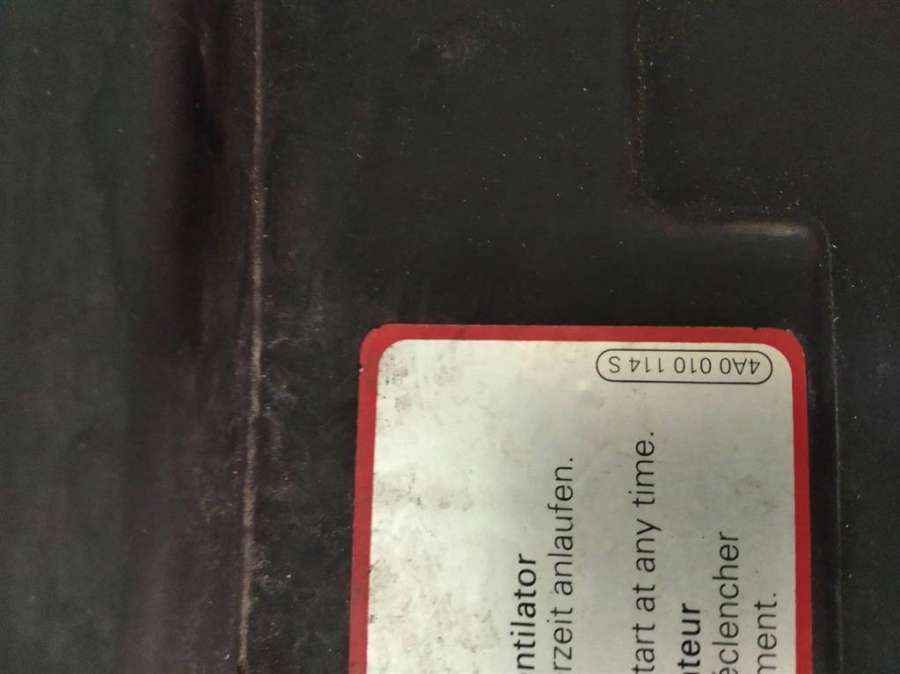 4A0 010 114 S
ntilator
rzeit anlaufen.
tart at any time.
teur
éclencher
ment.